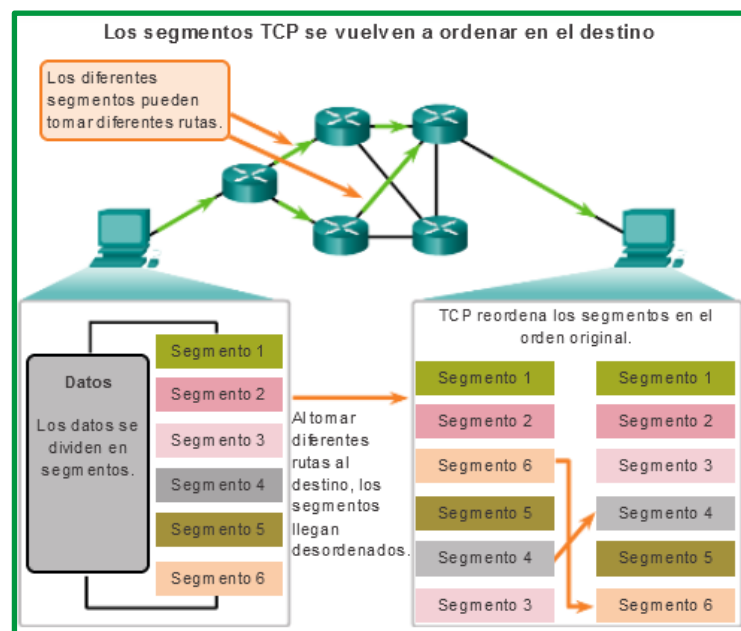 Los segmentos TCP se vuelven a ordenar en el destino
Los diferentes
segmentos pueden
tomar diferentes rutas.
Datos
Los datos se
dividen en
segmentos.
Segmento 1
Segmento 2
Segmento 3
Segmento 4
Segmento 5
Segmento 6
Al tomar
diferentes
rutas al
destino, los
segmentos
llegan
desordenados.
TCP reordena los segmentos en el
orden original.
Segmento 1
Segmento 2
Segmento 6
Segmento 5
Segmento 4
Segmento 3
Segmento 1
Segmento 2
Segmento 3
Segmento 4
Segmento 5
Segmento 6